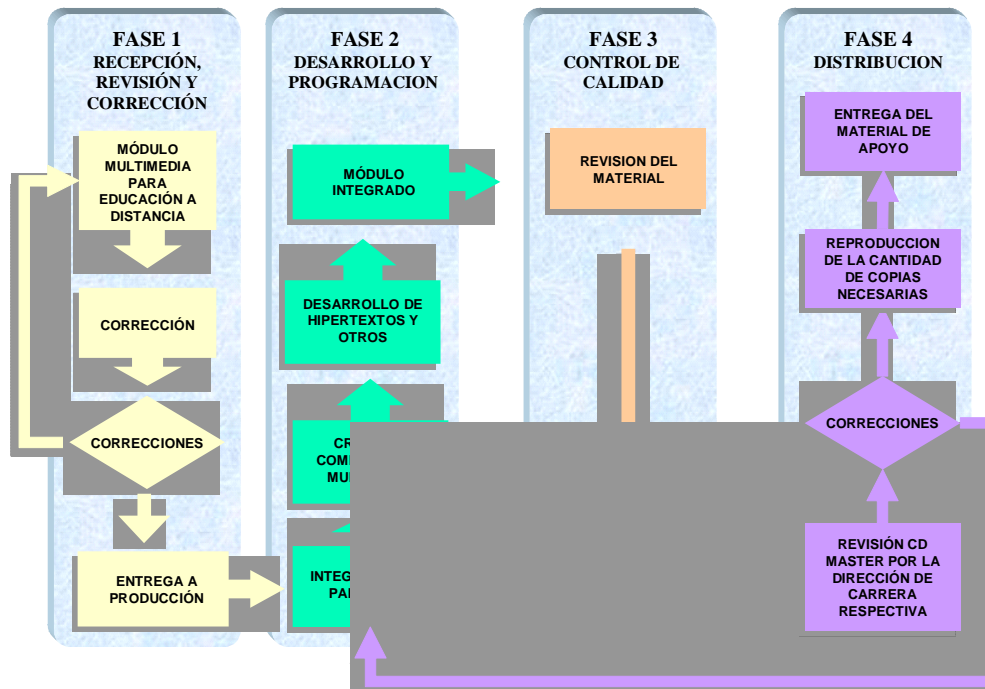 FASE 1
RECEPCIÓN,
REVISIÓN Y
CORRECCIÓN
MÓDULO
MULTIMEDIA
PARA
EDUCACIÓN A
DISTANCIA
CORRECCIÓN
CORRECCIONES
ENTREGA A
PRODUCCIÓN
FASE 2
DESARROLLO Y
PROGRAMACION
MÓDULO
INTEGRADO
DESARROLLO DE
HIPERTEXTOS Y
OTROS
FASE 3
CONTROL DE
CALIDAD
REVISION DEL
MATERIAL
FASE 4
DISTRIBUCION
ENTREGA DEL
MATERIAL DE
APOYO
REPRODUCCION
DE LA CANTIDAD
DE COPIAS
NECESARIAS
CORRECCIONES
REVISIÓN CD
MASTER POR LA
DIRECCIÓN DE
CARRERA
RESPECTIVA